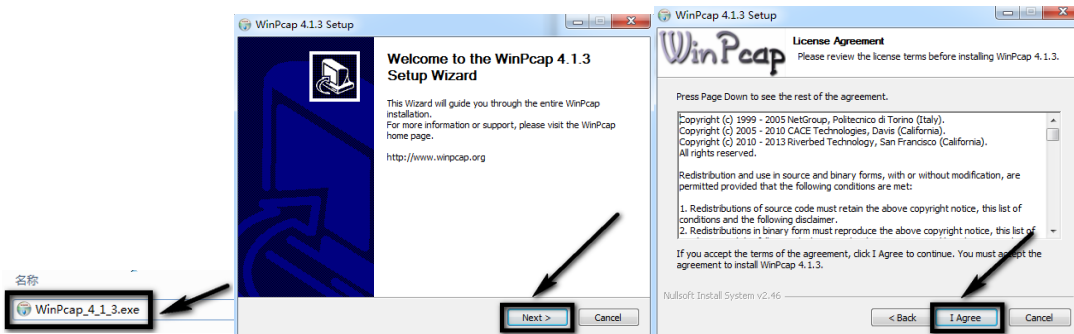 名称
WinPcap_4_1_3.exe
WinPcap 4.1.3 Setup
Welcome to the WinPcap 4.1.3
Setup Wizard
This Wizard will guide you through the entire WinPcap
installation.
For more information or support, please visit the WinPcap
home page.
http://www.winpcap.org
Next >
Cancel
WinPcap 4.1.3 Setup
WinPcap
License Agreement
Please review the license terms before installing WinPcap 4.1.3.
Press Page Down to see the rest of the agreement.
Copyright (c) 1999 - 2005 NetGroup, Politecnico di Torino (Italy).
Copyright (c) 2005 - 2010 CACE Technologies, Davis (California).
Copyright (c) 2010 - 2013 Riverbed Technology, San Francisco (California).
All rights reserved.
Redistribution and use in source and binary forms, with or without modification, are
permitted provided that the following conditions are met:
1. Redistributions of source code must retain the above copyright notice, this list of
conditions and the following disclaimer.
2. Redistributions in binary form must reproduce the above copyright notice, this list of
If you accept the terms of the agreement, click I Agree to continue. You must accept the
agreement to install WinPcap 4.1.3.
Nullsoft Install System v2.46
< Back
I Agree
Cancel